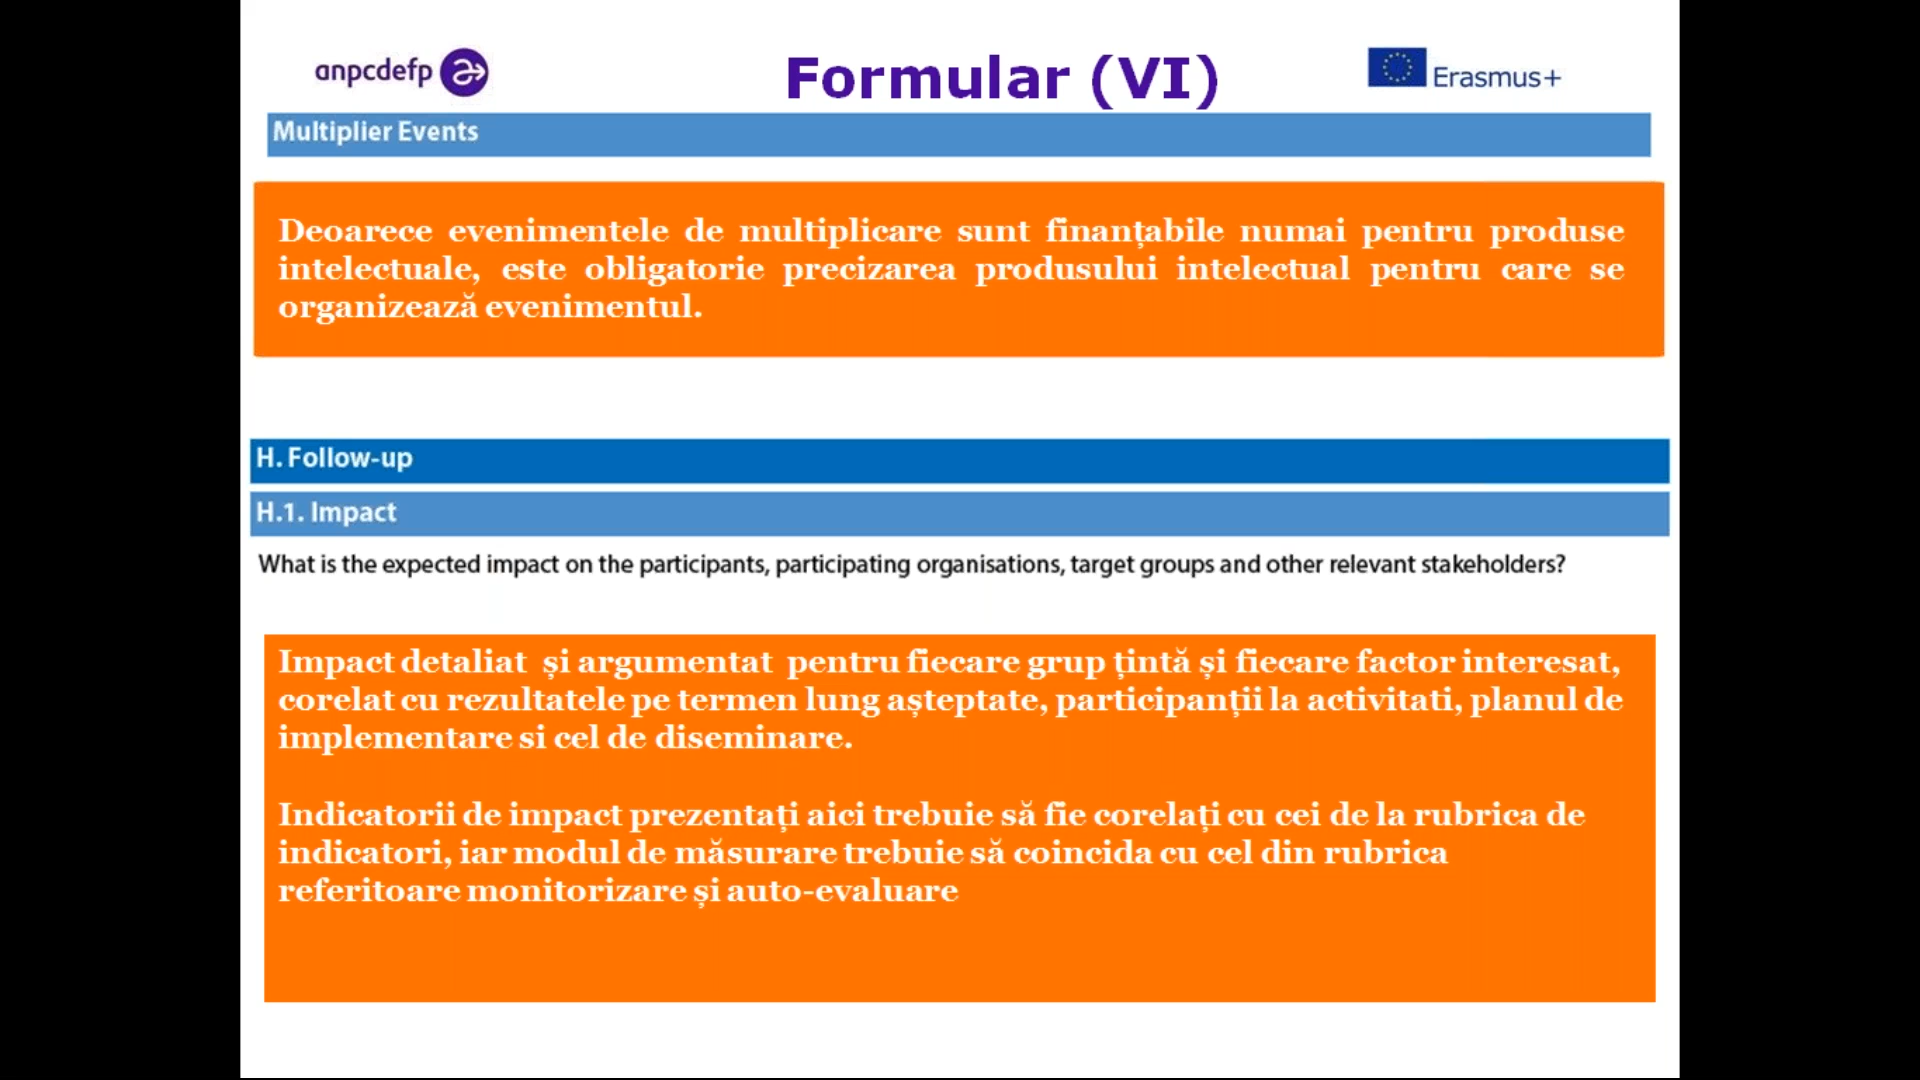 anpcdefp
Formular (VI)
Erasmus+
Multiplier Events
Deoarece evenimentele de multiplicare sunt finanțabile numai pentru produse
intelectuale, este obligatorie precizarea produsului intelectual pentru care se
organizează evenimentul.
H. Follow-up
H.1. Impact
What is the expected impact on the participants, participating organisations, target groups and other relevant stakeholders?
Impact detaliat și argumentat pentru fiecare grup țintă și fiecare factor interesat,
corelat cu rezultatele pe termen lung așteptate, participanții la activitati, planul de
implementare si cel de diseminare.
Indicatorii de impact prezentați aici trebuie să fie corelați cu cei de la rubrica de
indicatori, iar modul de măsurare trebuie să coincida cu cel din rubrica
referitoare monitorizare și auto-evaluare